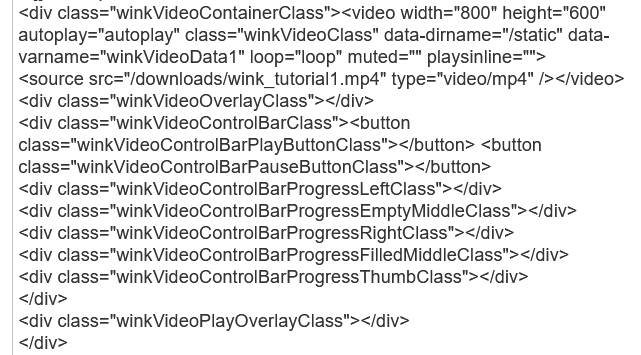 <div class="winkVideoContainerClass"><video width="800" height="600"
autoplay="autoplay" class="winkVideoClass" data-dirname="/static" data-
varname="winkVideoData1" loop="loop" muted="" playsinline="">
<source src="/downloads/wink_tutorial1.mp4" type="video/mp4" /></video>
<div class="winkVideoOverlayClass"></div>
<div class="winkVideoControlBarClass"><button
class="winkVideoControlBarPlayButtonClass"></button> <button
class="winkVideoControlBarPauseButtonClass"></button>
<div class="winkVideoControlBarProgressLeftClass"></div>
<div class="winkVideoControlBarProgressEmptyMiddleClass"></div>
<div class="winkVideoControlBarProgressRightClass"></div>
<div class="winkVideoControlBarProgressFilledMiddleClass"></div>
<div class="winkVideoControlBarProgressThumbClass"></div>
</div>
<div class="winkVideoPlayOverlayClass"></div>
</div>